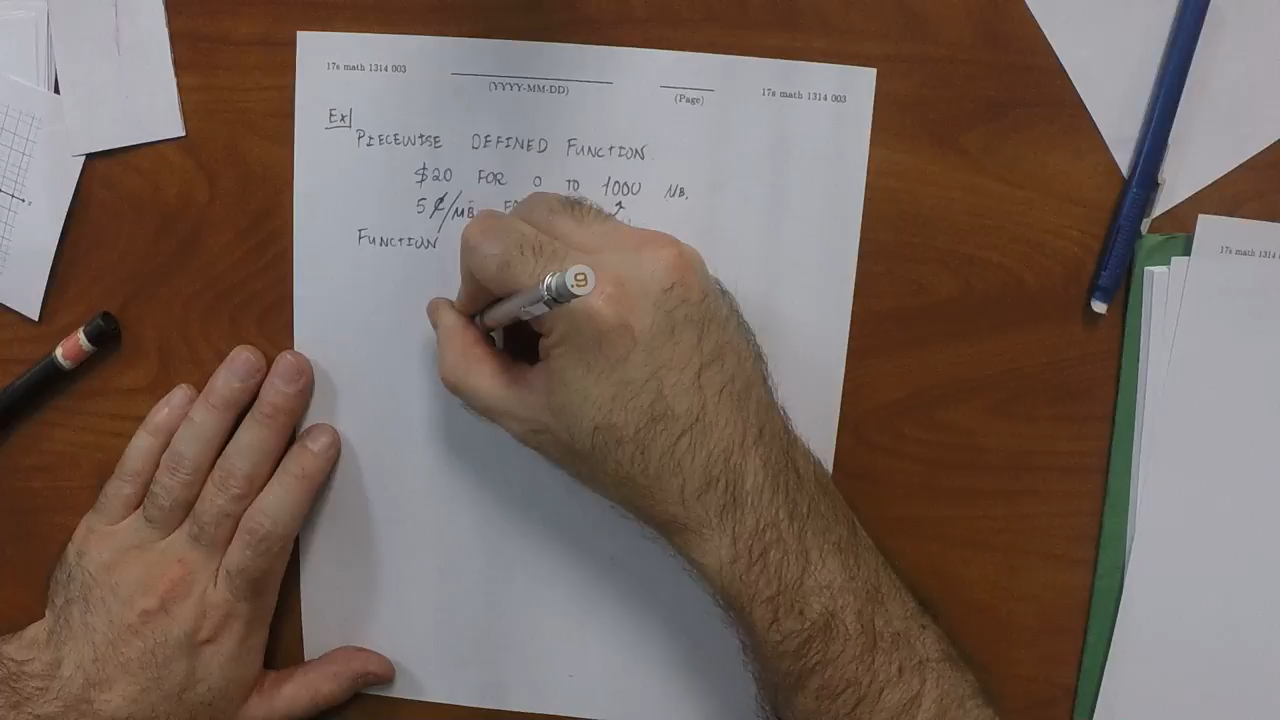 17s math 1314 003
(YYYY-MM-DD)
(Page)
17s math 1314 003
Ex
PIECEWISE DEFINED FUNCTION.
$20 FOR 0 TO 1000 MB.
5¢/MB
FUNCTION
.9
17s math 1314